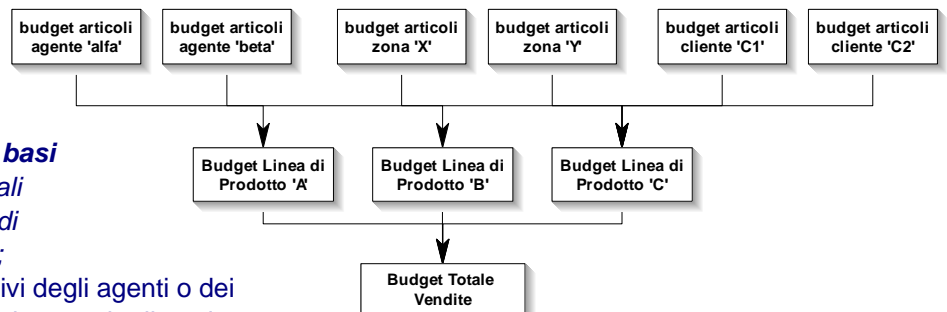 budget articoli
agente 'alfa'
budget articoli
agente 'beta'
budget articoli
zona 'X'
budget articoli
zona 'Y'
budget articoli
cliente 'C1'
budget articoli
cliente 'C2'
basi
ali
di
;
Budget Linea di
Prodotto 'A'
Budget Linea di
Prodotto 'B'
Budget Linea di
Prodotto 'C'
ivi degli agenti o dei
Budget Totale
Vendite